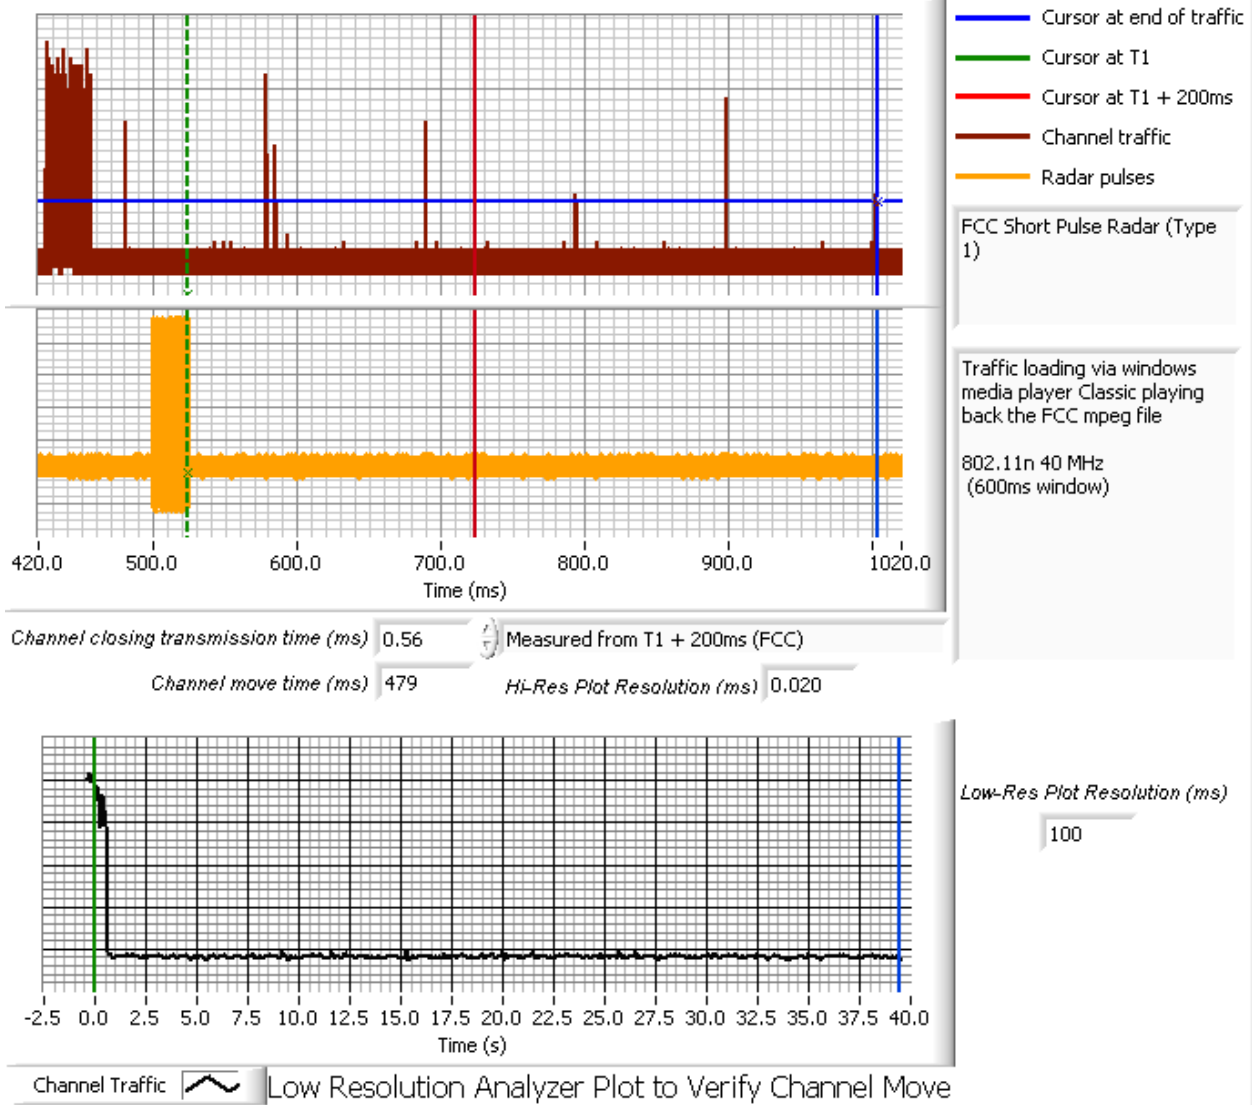 Cursor at end of traffic
Cursor at T1
Cursor at T1 + 200ms
Channel traffic
Radar pulses
FCC Short Pulse Radar (Type
1)
Traffic loading via windows
media player Classic playing
back the FCC mpeg file
802.11n 40 MHz
(600ms window)
420.0 500.0 600.0 700.0 800.0 900.0 1020.0
Time (ms)
Channel closing transmission time (ms) 0.56 Measured from T1 + 200ms (FCC)
Channel move time (ms) 479 Hi-Res Plot Resolution (ms) 0.020
Low-Res Plot Resolution (ms)
100
-2.5 0.0 2.5 5.0 7.5 10.0 12.5 15.0 17.5 20.0 22.5 25.0 27.5 30.0 32.5 35.0 37.5 40.0
Time (s)
Channel Traffic Low Resolution Analyzer Plot to Verify Channel Move